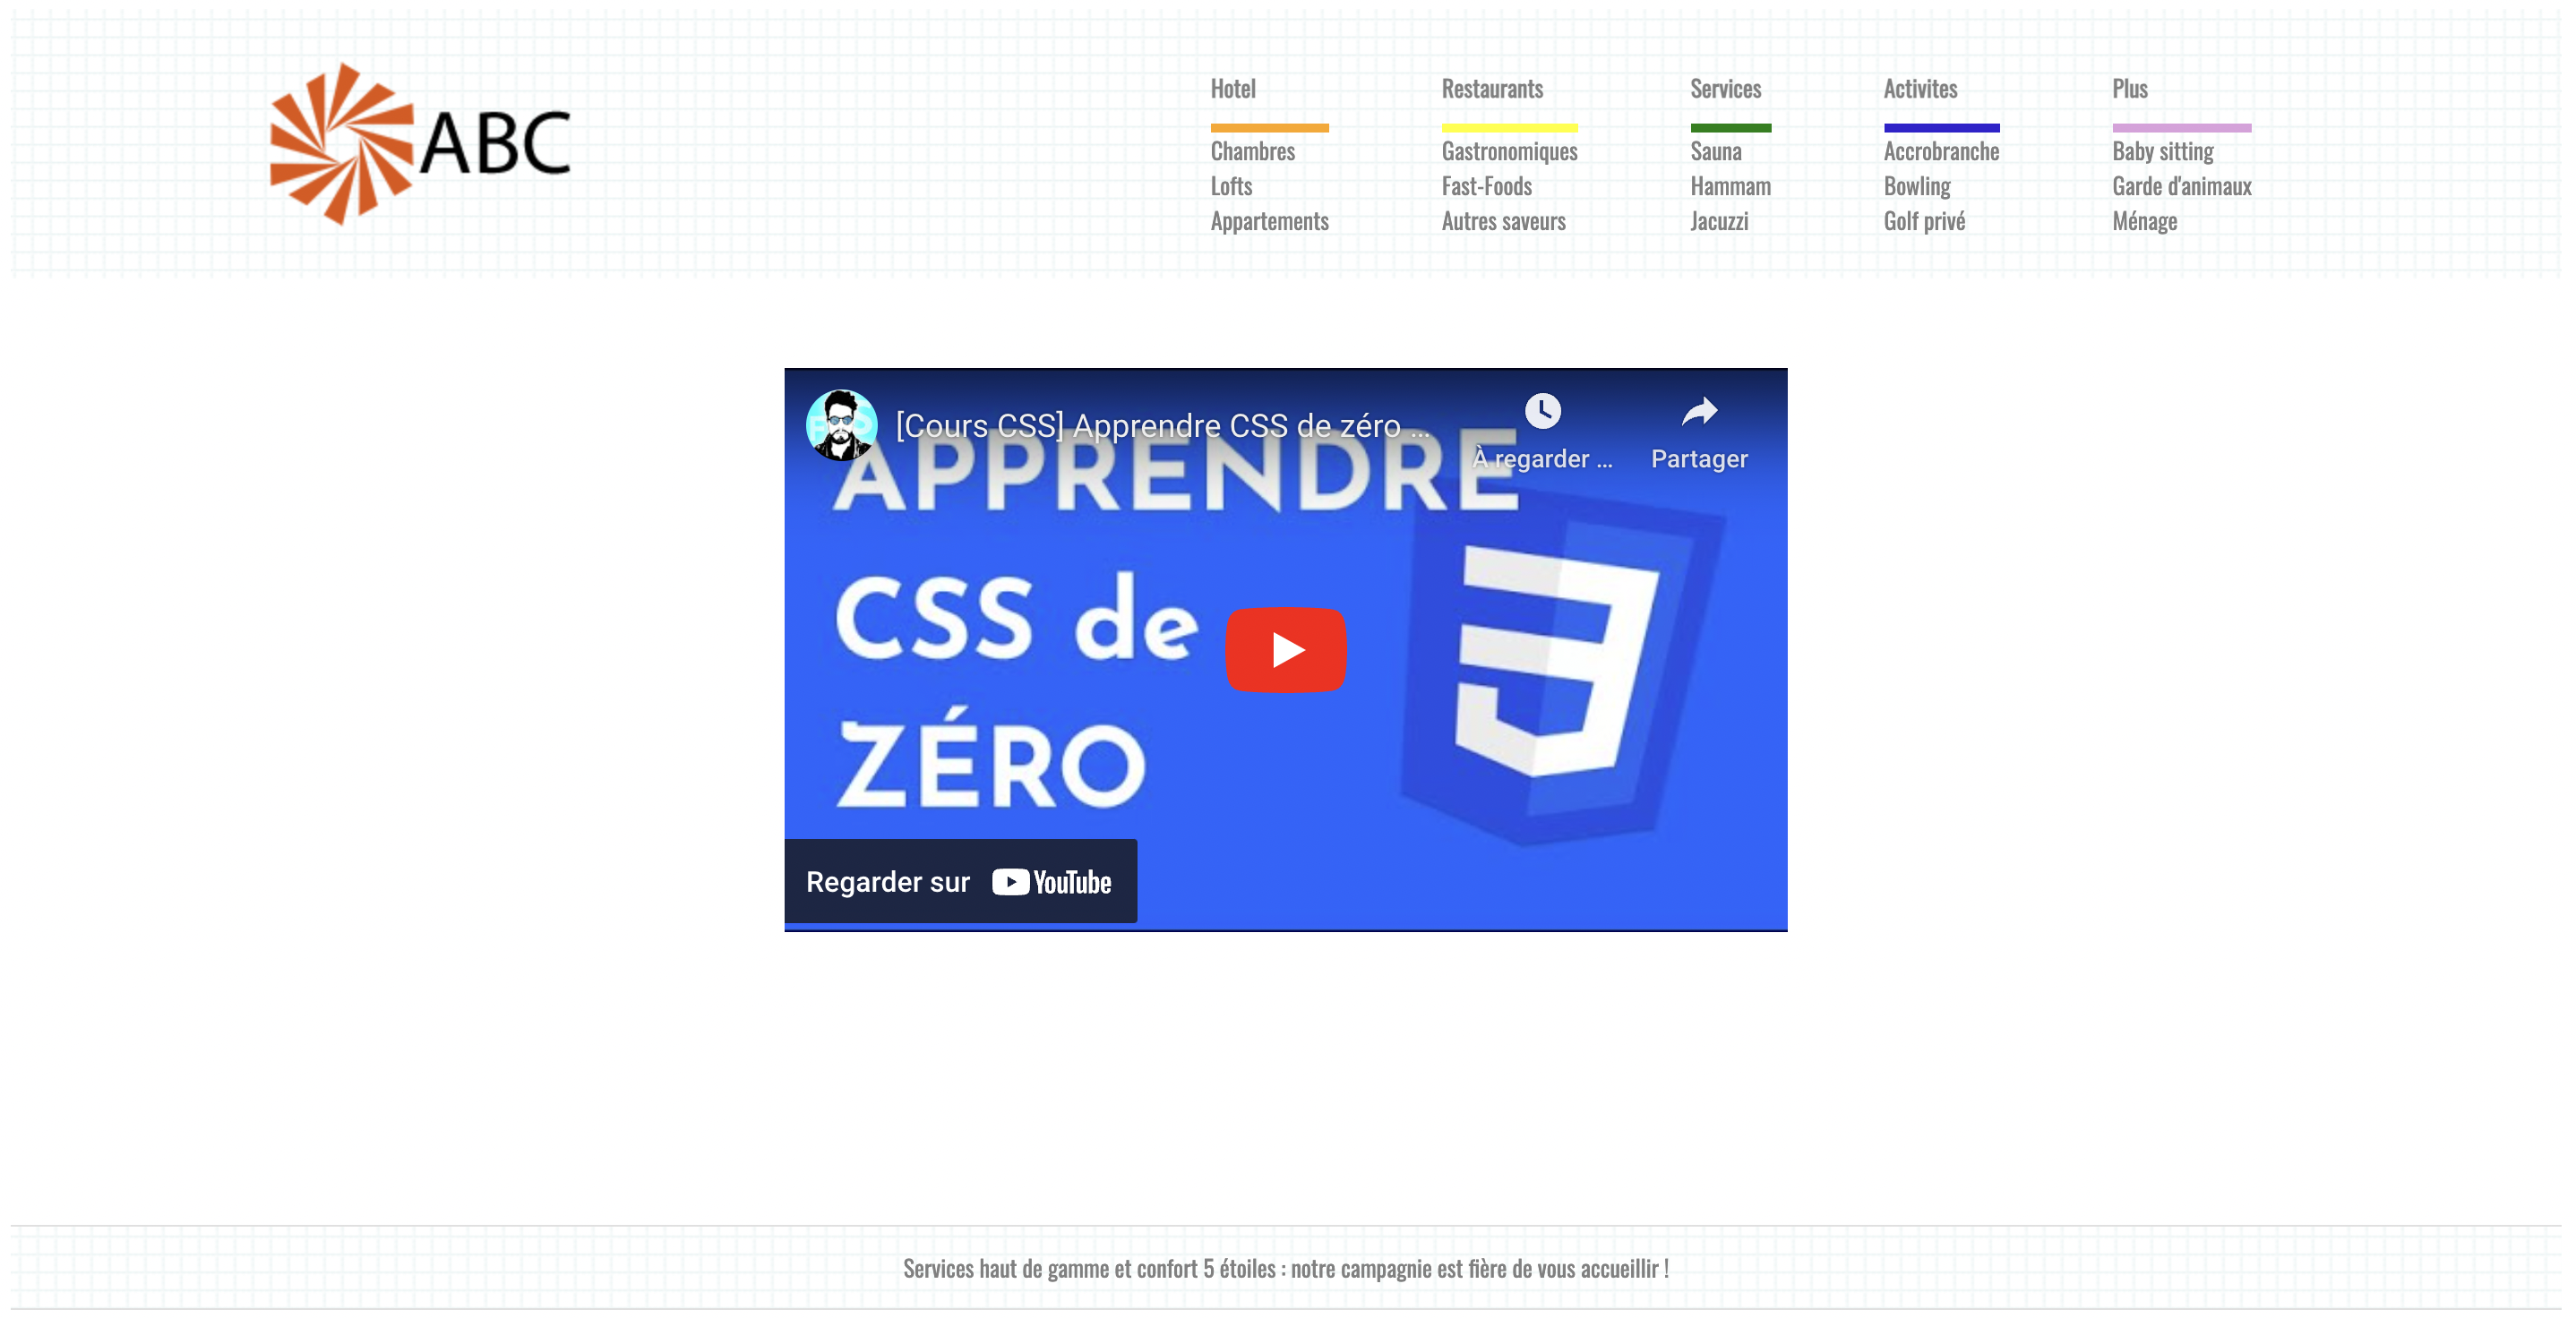 ABC
Hotel
Chambres
Lofts
Appartements
Restaurants
Gastronomiques
Fast-Foods
Autres saveurs
Services
Sauna
Hammam
Jacuzzi
Activites
Accrobranche
Bowling
Golf privé
Plus
Baby sitting
Garde d'animaux
Ménage
[Cours CSS] Apprendre CSS de zéro ...
À regarder ...
Partager
APPRENDRE
CSS de
ZÉRO
Regarder sur YouTube
Services haut de gamme et confort 5 étoiles : notre campagnie est fière de vous accueillir !